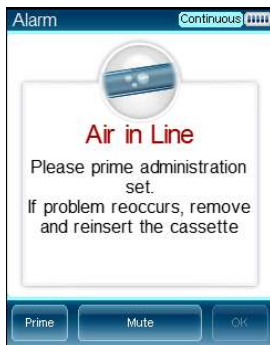 Alarm
Continuous
Air in Line
Please prime administration
set.
If problem reoccurs, remove
and reinsert the cassette
Prime
Mute
OK